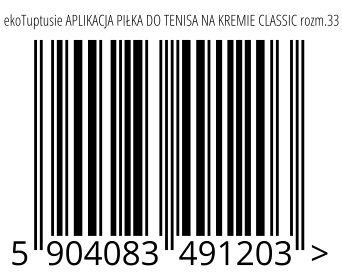 ekoTuptusie APLIKACJA PIŁKA DO TENISA NA KREMIE CLASSIC rozm.33
5 904083 491203 >